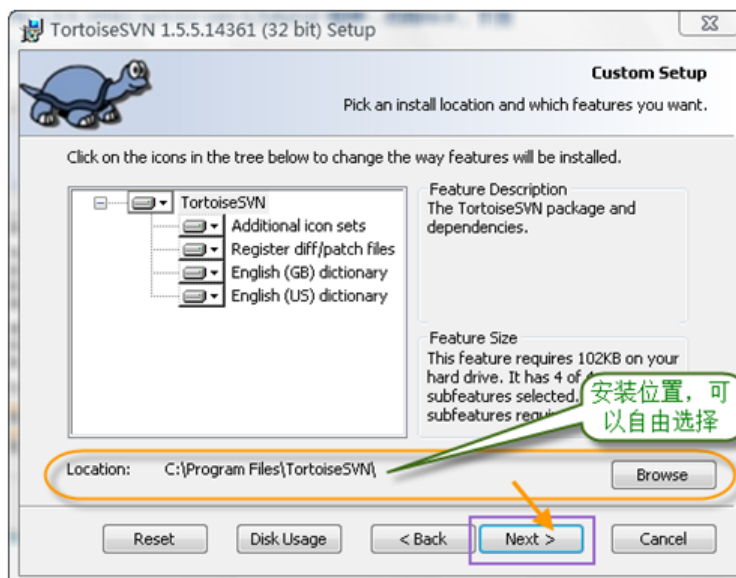 TortoiseSVN 1.5.5.14361 (32 bit) Setup
Custom Setup
Pick an install location and which features you want.
Click on the icons in the tree below to change the way features will be installed.
TortoiseSVN
Additional icon sets
Register diff/patch files
English (GB) dictionary
English (US) dictionary
Feature Description
The TortoiseSVN package and
dependencies.
Feature Size
This feature requires 102KB on your
hard drive. It has 4 of
subfeatures selected.
subfeatures
安装位置，可
以自由选择
Location: C:\Program Files\TortoiseSVN\
Browse
Reset
Disk Usage
< Back
Next >
Cancel